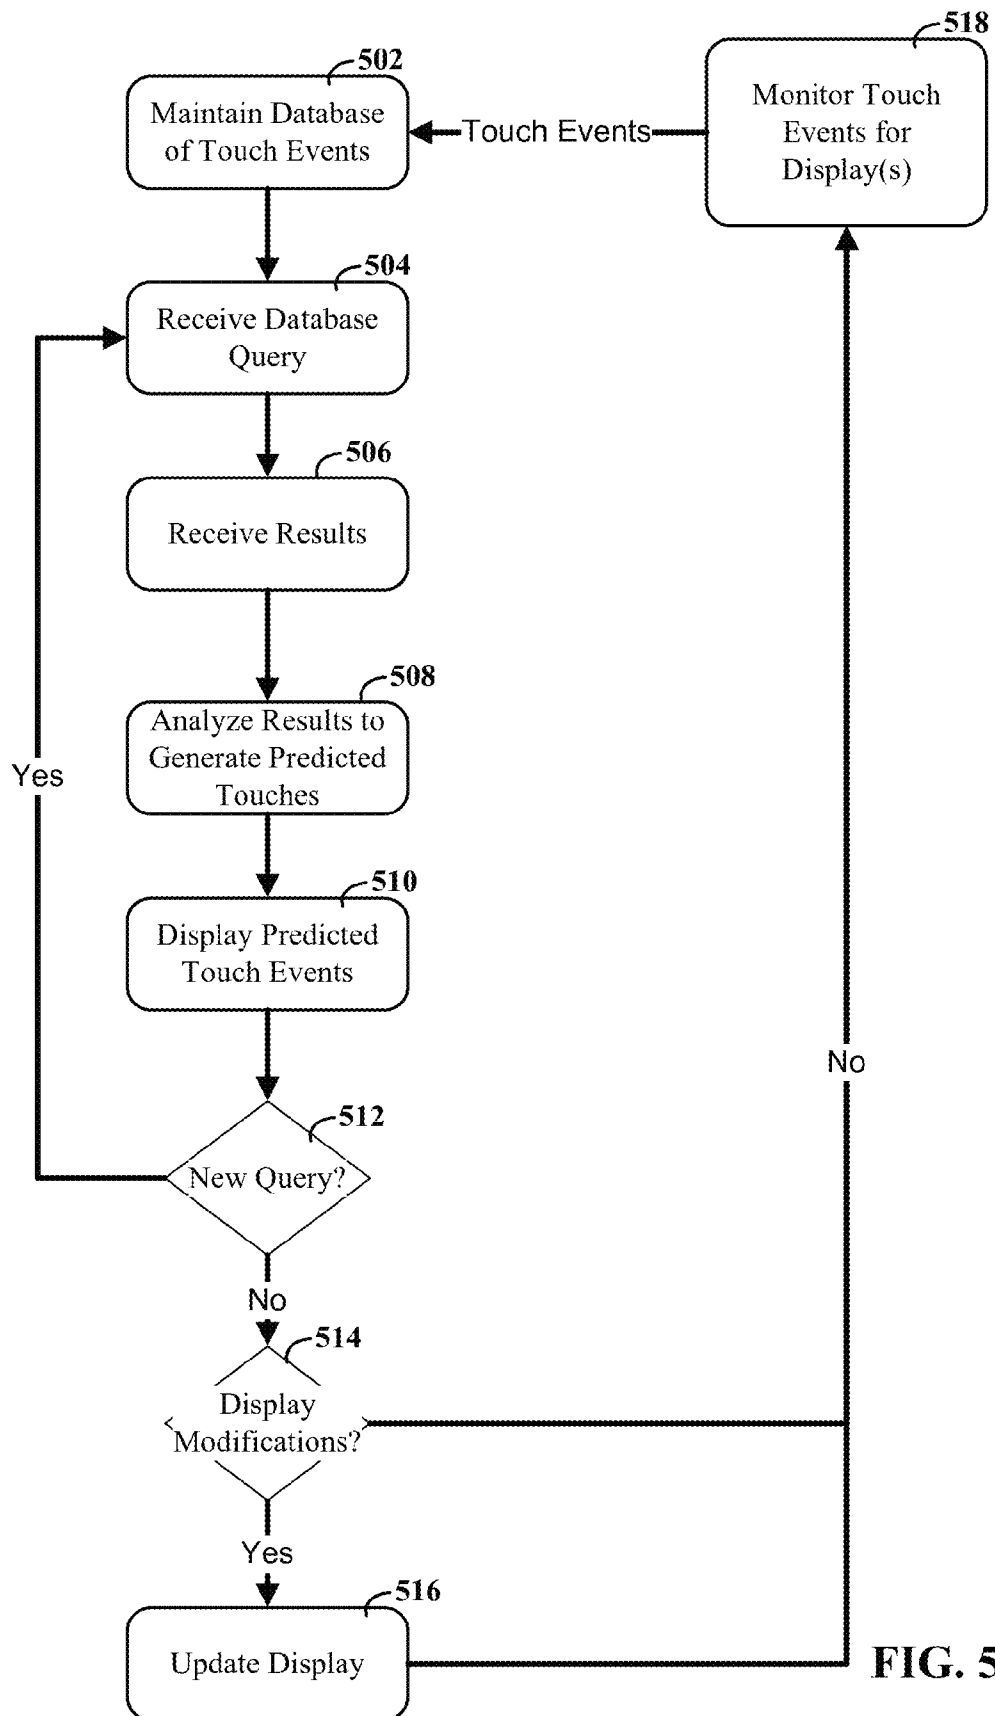 518
502
Monitor Touch
Events for
Display(s)
Maintain Database
of Touch Events
Touch Events
504
Receive Database
Query
506
Receive Results
508
Analyze Results to
Generate Predicted
Touches
Yes
510
Display Predicted
Touch Events
No
512
New Query?
No
514
Display
Modifications?
Yes
516
Update Display
FIG. 5